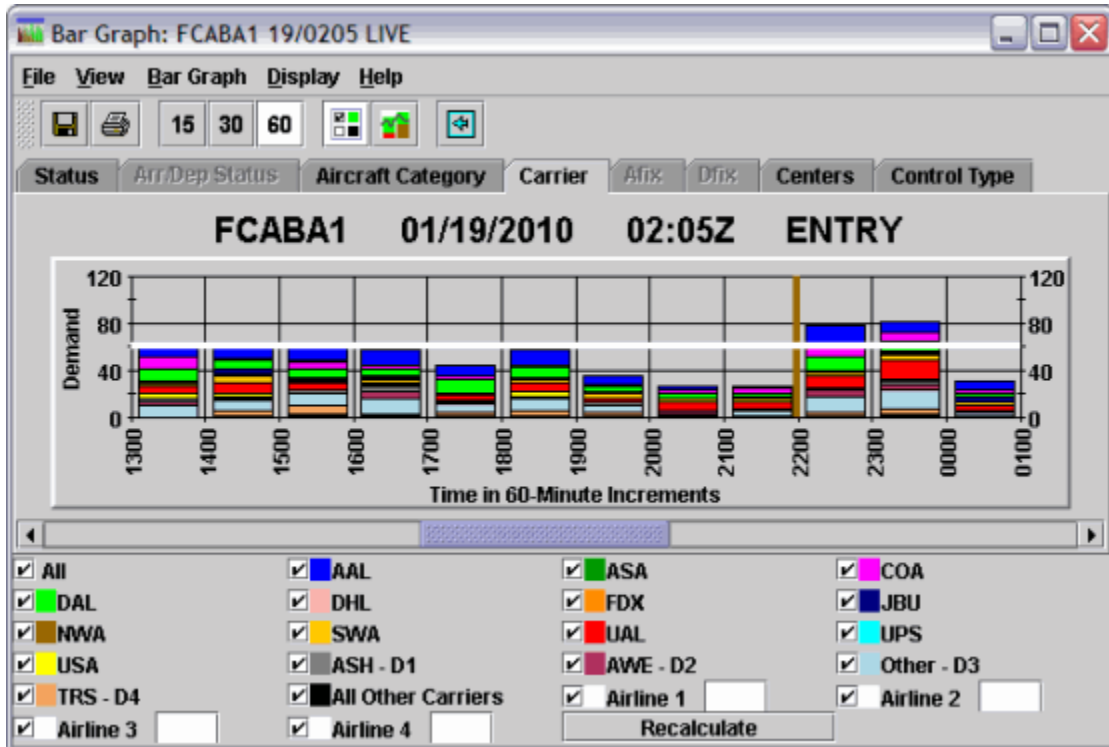 Bar Graph: FCABA1 19/0205 LIVE
File View Bar Graph Display Help
15 30 60
Status Arr/Dep Status Aircraft Category Carrier Afix Dfix Centers Control Type
FCABA1 01/19/2010 02:05Z ENTRY
120 120
80 80
Demand
40 40
0 0
1300 1400 1500 1600 1700 1800 1900 2000 2100 2200 2300 0000 0100
Time in 60-Minute Increments
All AAL ASA COA
DAL DHL FDX JBU
NWA SWA UAL UPS
USA ASH - D1 AWE - D2 Other - D3
TRS - D4 All Other Carriers Airline 1 Airline 2
Airline 3 Airline 4 Recalculate